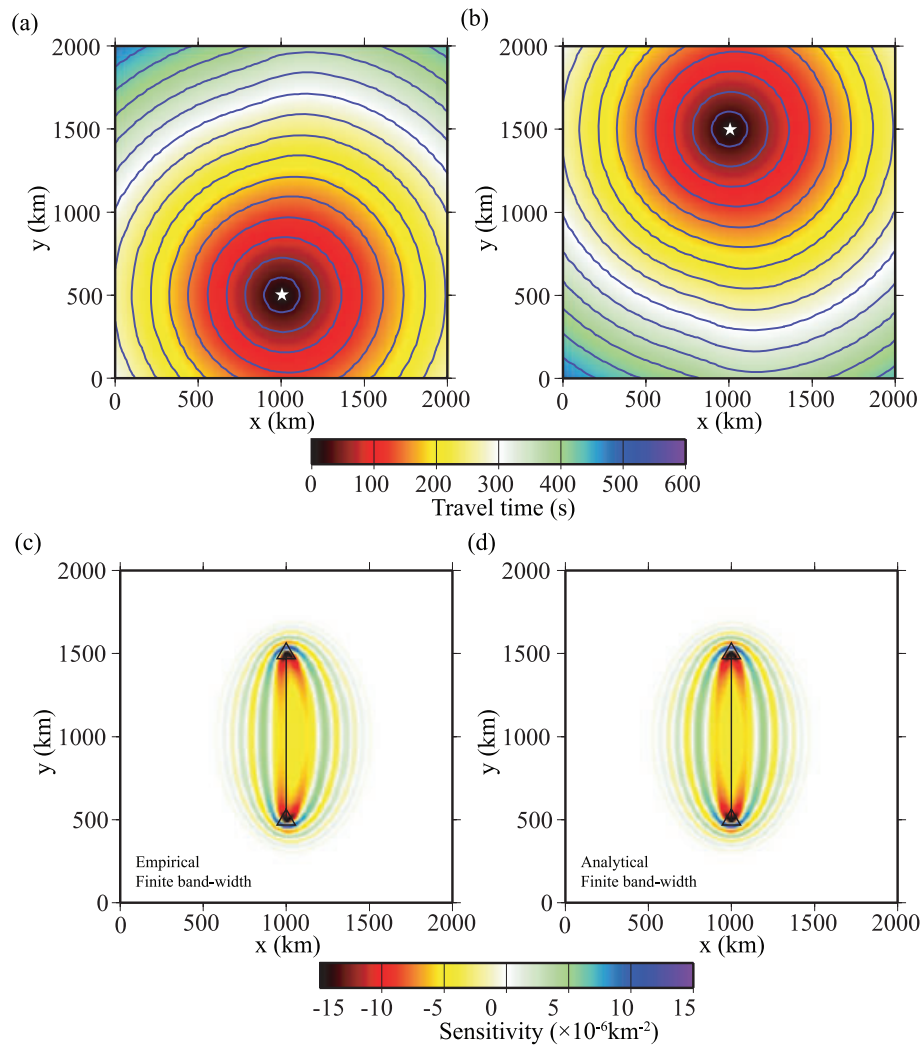 (a)
(b)
2000
1500
1000
500
0
y (km)
0 500 1000 1500 2000
x (km)
2000
1500
1000
500
0
y (km)
0 500 1000 1500 2000
x (km)
0 100 200 300 400 500 600
Travel time (s)
(c)
(d)
2000
1500
1000
500
0
y (km)
Empirical
Finite band-width
0 500 1000 1500 2000
x (km)
2000
1500
1000
500
0
y (km)
Analytical
Finite band-width
0 500 1000 1500 2000
x (km)
-15 -10 -5 0 5 10 15
Sensitivity (×10⁻⁶km⁻²)